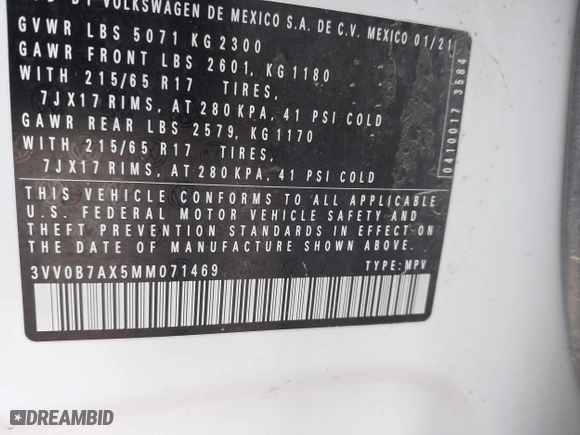 BY VOLKSWAGEN DE MEXICO S.A. DE C.V. MEXICO 01/21
GVWR LBS 5071 KG 2300
GAWR FRONT LBS 2601, KG 1180
WITH 215/65 R17 TIRES,
7JX17 RIMS, AT 280 KPA, 41 PSI COLD
GAWR REAR LBS 2579, KG 1170
WITH 215/65 R17 TIRES,
7JX17 RIMS, AT 280 KPA, 41 PSI COLD
THIS VEHICLE CONFORMS TO ALL APPLICABLE
U.S. FEDERAL MOTOR VEHICLE SAFETY AND
THEFT PREVENTION STANDARDS IN EFFECT ON
THE DATE OF MANUFACTURE SHOWN ABOVE.
3VV0B7AX5MM071469 TYPE:MPV
0410017 3584
DREAMBID